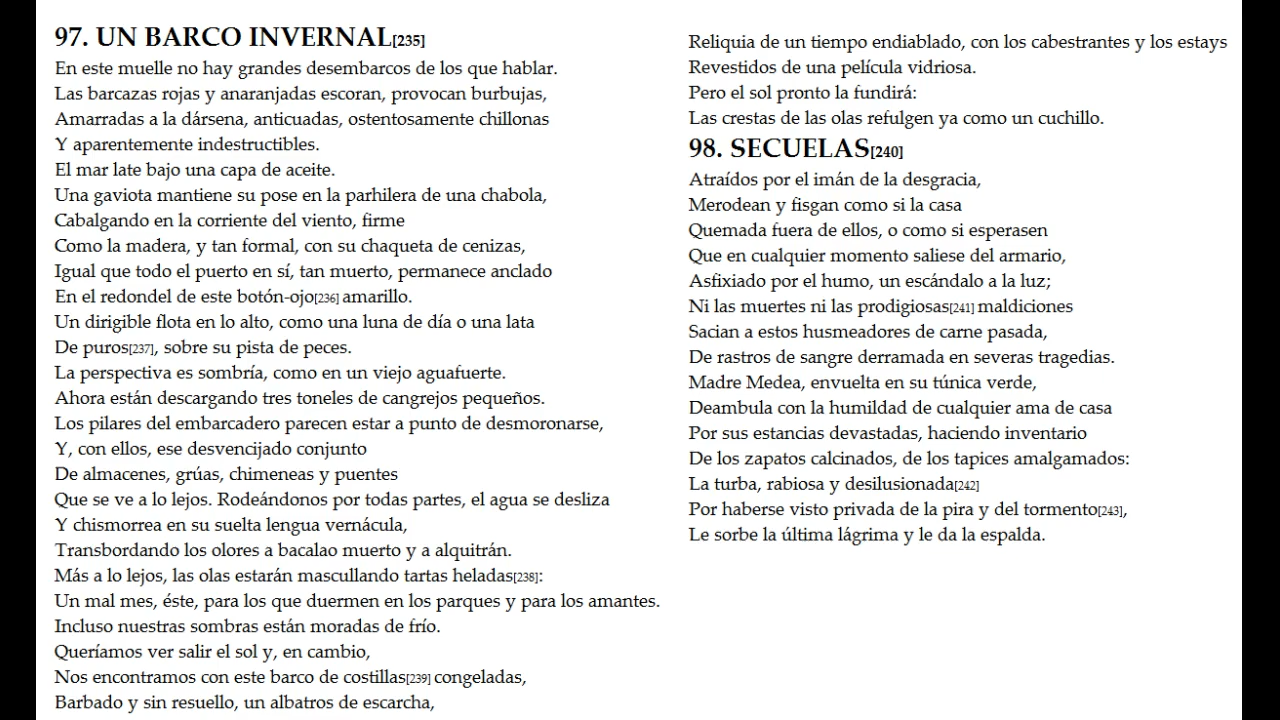 97. UN BARCO INVERNAL[235]
En este muelle no hay grandes desembarcos de los que hablar.
Las barcazas rojas y anaranjadas escoran, provocan burbujas,
Amarradas a la dársena, anticuadas, ostentosamente chillonas
Y aparentemente indestructibles.
El mar late bajo una capa de aceite.
Una gaviota mantiene su pose en la parhilera de una chabola,
Cabalgando en la corriente del viento, firme
Como la madera, y tan formal, con su chaqueta de cenizas,
Igual que todo el puerto en sí, tan muerto, permanece anclado
En el redondel de este botón-ojo[236] amarillo.
Un dirigible flota en lo alto, como una luna de día o una lata
De puros[237], sobre su pista de peces.
La perspectiva es sombría, como en un viejo aguafuerte.
Ahora están descargando tres toneles de cangrejos pequeños.
Los pilares del embarcadero parecen estar a punto de desmoronarse,
Y, con ellos, ese desvencijado conjunto
De almacenes, grúas, chimeneas y puentes
Que se ve a lo lejos. Rodeándonos por todas partes, el agua se desliza
Y chismorrea en su suelta lengua vernácula,
Transbordando los olores a bacalao muerto y a alquitrán.
Más a lo lejos, las olas estarán mascullando tartas heladas[238]:
Un mal mes, éste, para los que duermen en los parques y para los amantes.
Incluso nuestras sombras están moradas de frío.
Queríamos ver salir el sol y, en cambio,
Nos encontramos con este barco de costillas[239] congeladas,
Barbado y sin resuello, un albatros de escarcha,
Reliquia de un tiempo endiablado, con los cabestrantes y los estays
Revestidos de una película vidriosa.
Pero el sol pronto la fundirá:
Las crestas de las olas refulgen ya como un cuchillo.
98. SECUELAS[240]
Atraídos por el imán de la desgracia,
Merodean y fisgan como si la casa
Quemada fuera de ellos, o como si esperasen
Que en cualquier momento saliese del armario,
Asfixiado por el humo, un escándalo a la luz;
Ni las muertes ni las prodigiosas[241] maldiciones
Sacian a estos husmeadores de carne pasada,
De rastros de sangre derramada en severas tragedias.
Madre Medea, envuelta en su túnica verde,
Deambula con la humildad de cualquier ama de casa
Por sus estancias devastadas, haciendo inventario
De los zapatos calcinados, de los tapices amalgamados:
La turba, rabiosa y desilusionada[242]
Por haberse visto privada de la pira y del tormento[243],
Le sorbe la última lágrima y le da la espalda.